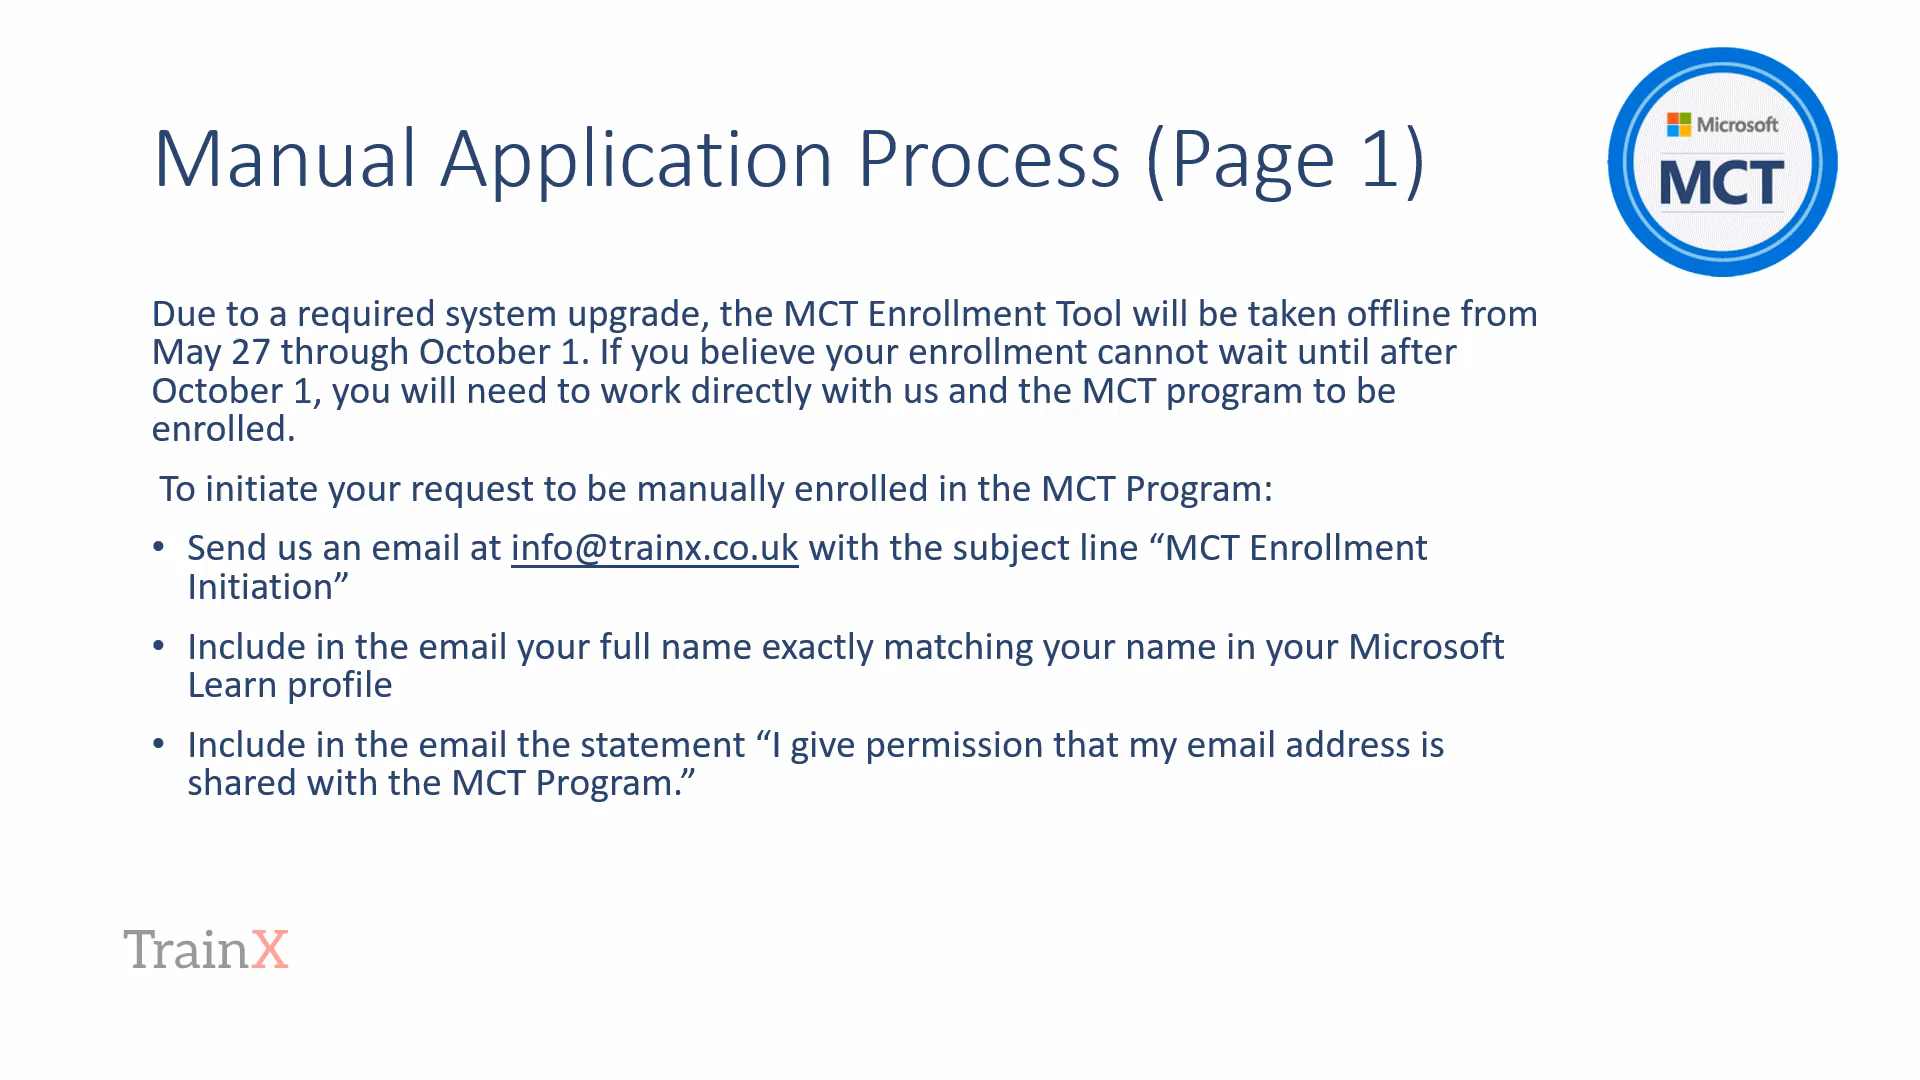 Manual Application Process (Page 1)
Microsoft
MCT
Due to a required system upgrade, the MCT Enrollment Tool will be taken offline from
May 27 through October 1. If you believe your enrollment cannot wait until after
October 1, you will need to work directly with us and the MCT program to be
enrolled.
To initiate your request to be manually enrolled in the MCT Program:
• Send us an email at info@trainx.co.uk with the subject line “MCT Enrollment
Initiation”
• Include in the email your full name exactly matching your name in your Microsoft
Learn profile
• Include in the email the statement “I give permission that my email address is
shared with the MCT Program.”
TrainX